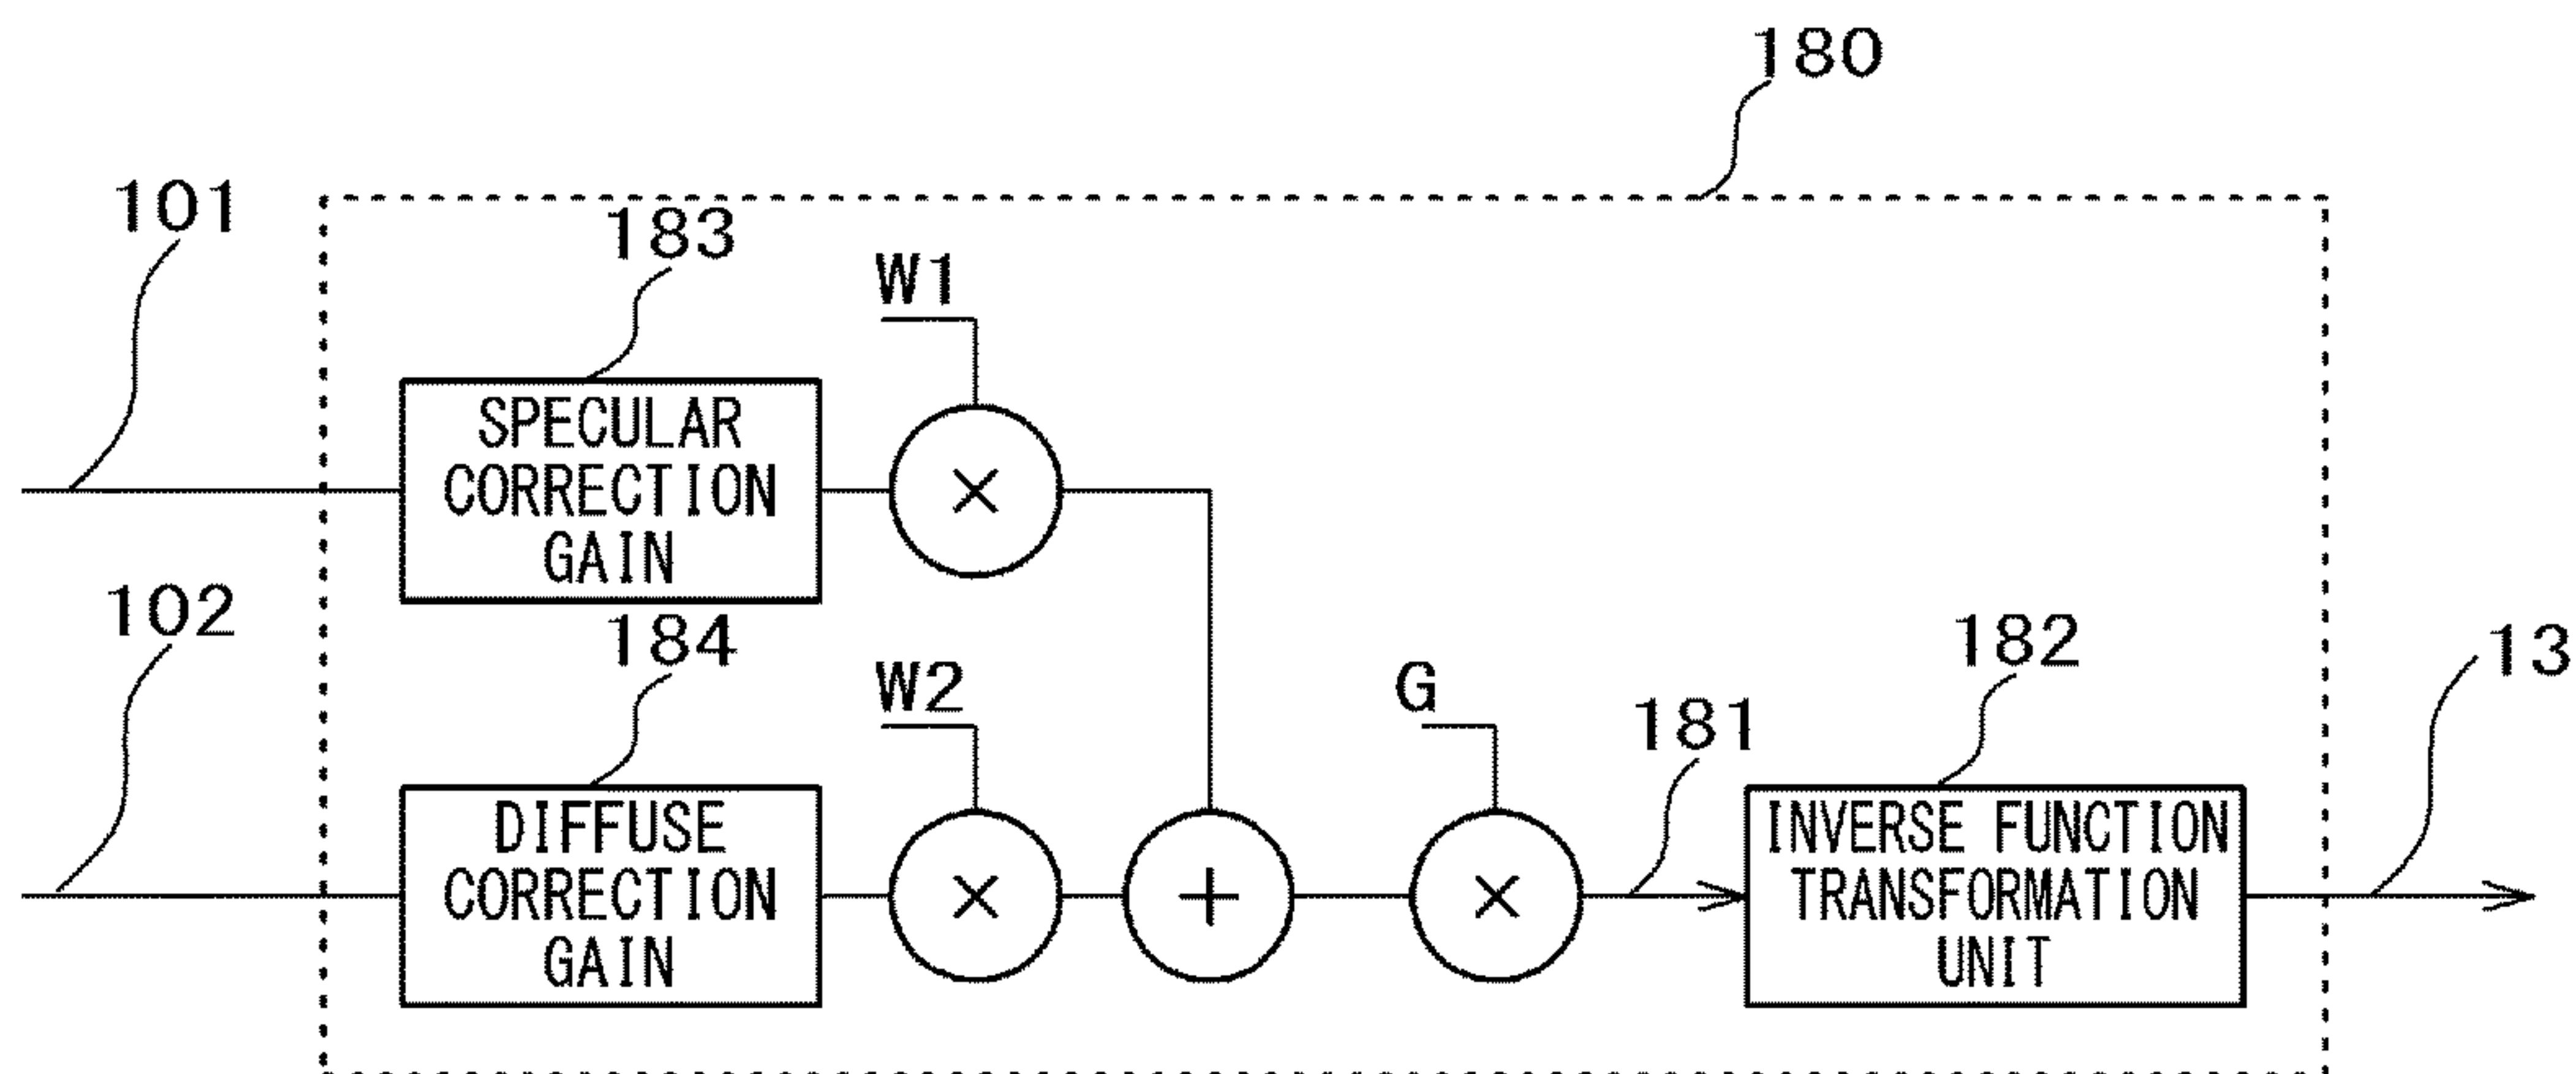 180
101
183
W1
SPECULAR
CORRECTION
GAIN
×
102
184
W2
G
181
182
13
DIFFUSE
CORRECTION
GAIN
×
+
×
INVERSE FUNCTION
TRANSFORMATION
UNIT